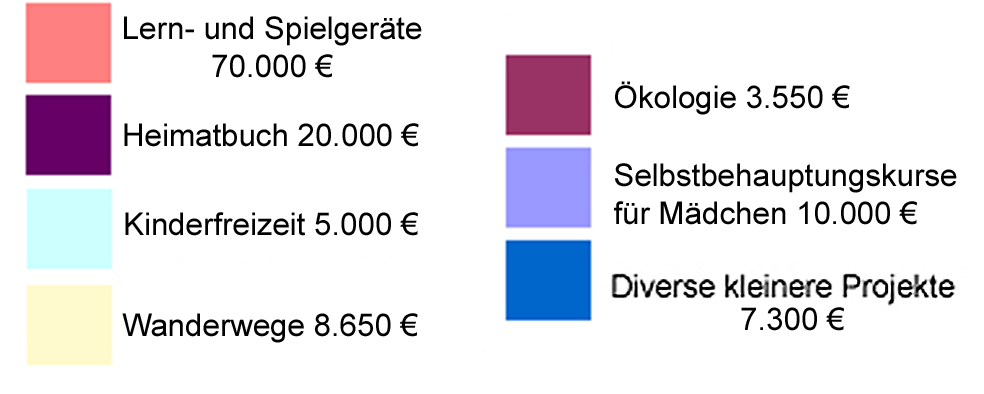 Lern- und Spielgeräte
70.000 €
Heimatbuch 20.000 €
Kinderfreizeit 5.000 €
Wanderwege 8.650 €
Ökologie 3.550 €
Selbstbehauptungskurse
für Mädchen 10.000 €
Diverse kleinere Projekte
7.300 €